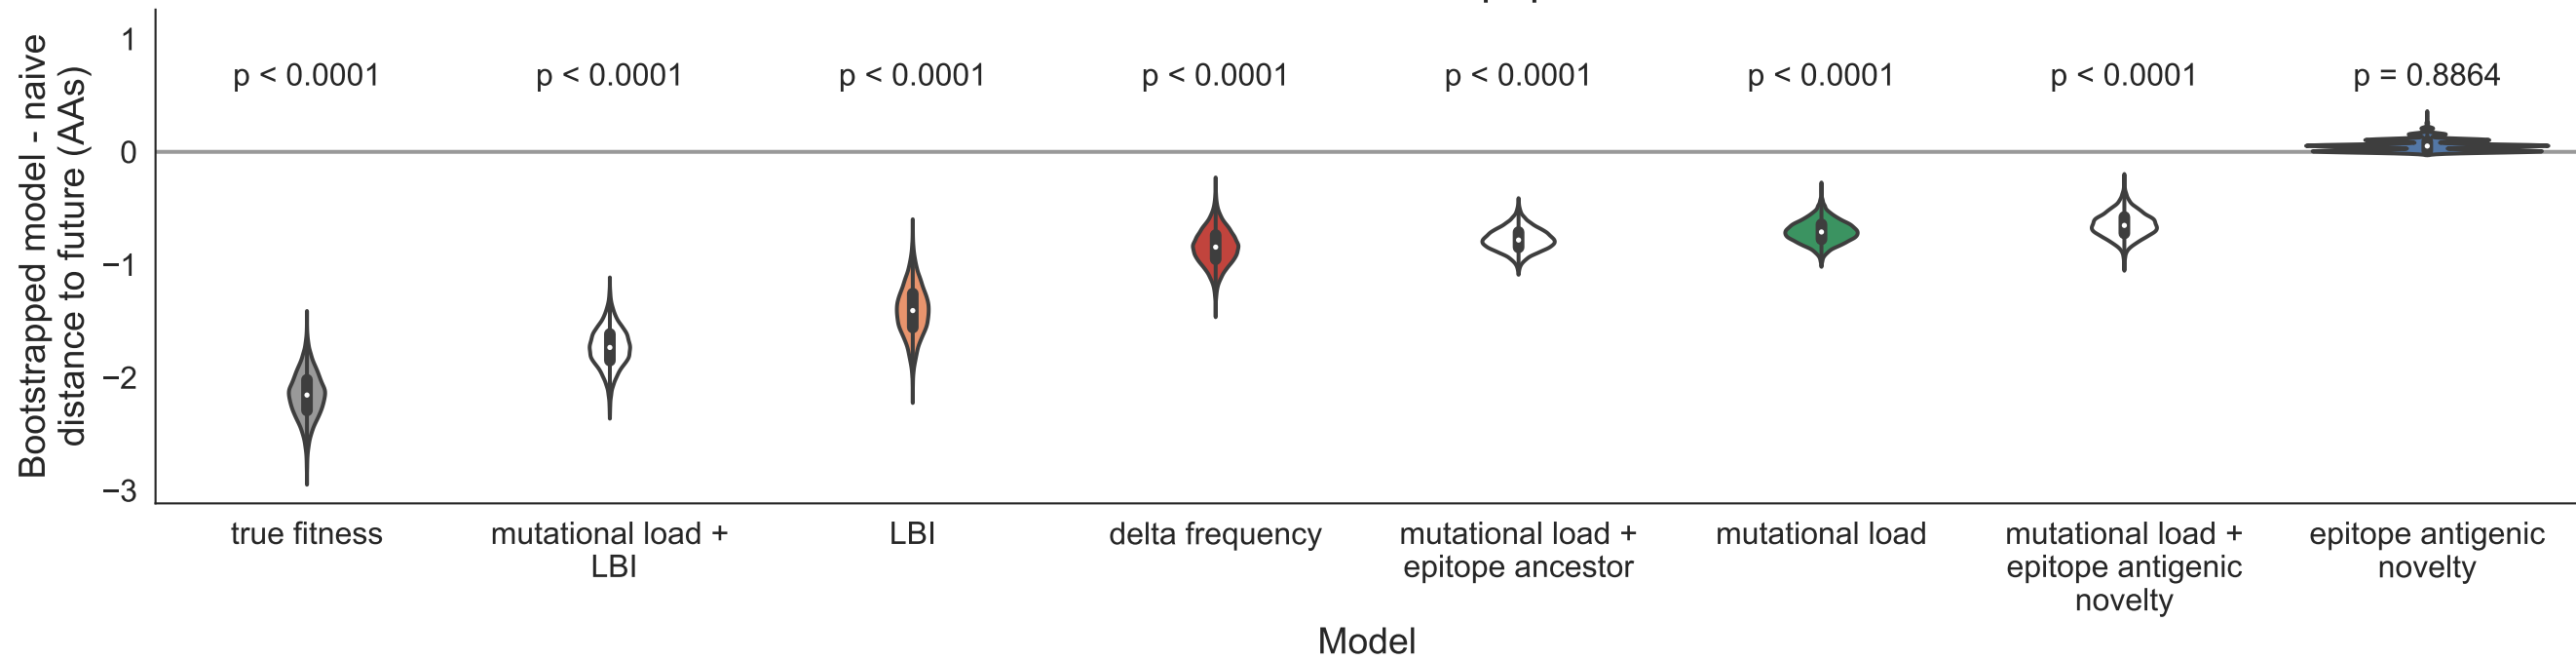 Bootstrapped model - naive
distance to future (AAs)
1
0
−1
−2
−3
p < 0.0001
p < 0.0001
p < 0.0001
p < 0.0001
p < 0.0001
p < 0.0001
p < 0.0001
p = 0.8864
true fitness
mutational load +
LBI
LBI
delta frequency
mutational load +
epitope ancestor
mutational load
mutational load +
epitope antigenic
novelty
epitope antigenic
novelty
Model